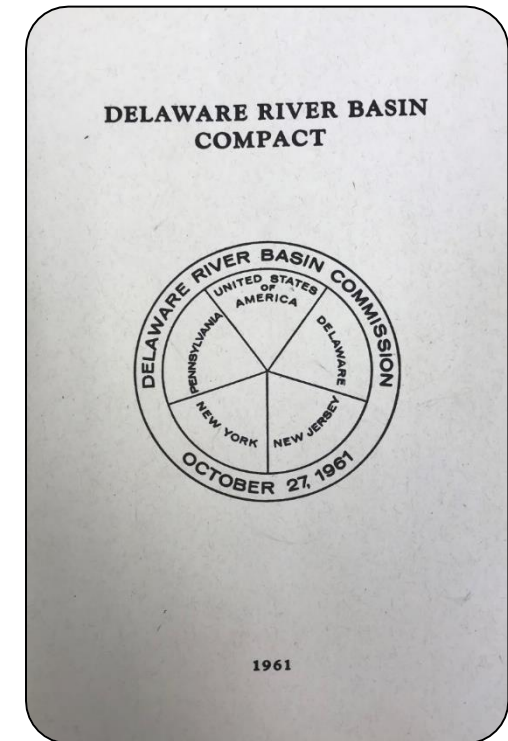 DELAWARE RIVER BASIN
COMPACT
DELAWARE RIVER BASIN COMMISSION
UNITED STATES
OF
AMERICA
DELAWARE
NEW JERSEY
NEW YORK
PENNSYLVANIA
OCTOBER 27, 1961
1961